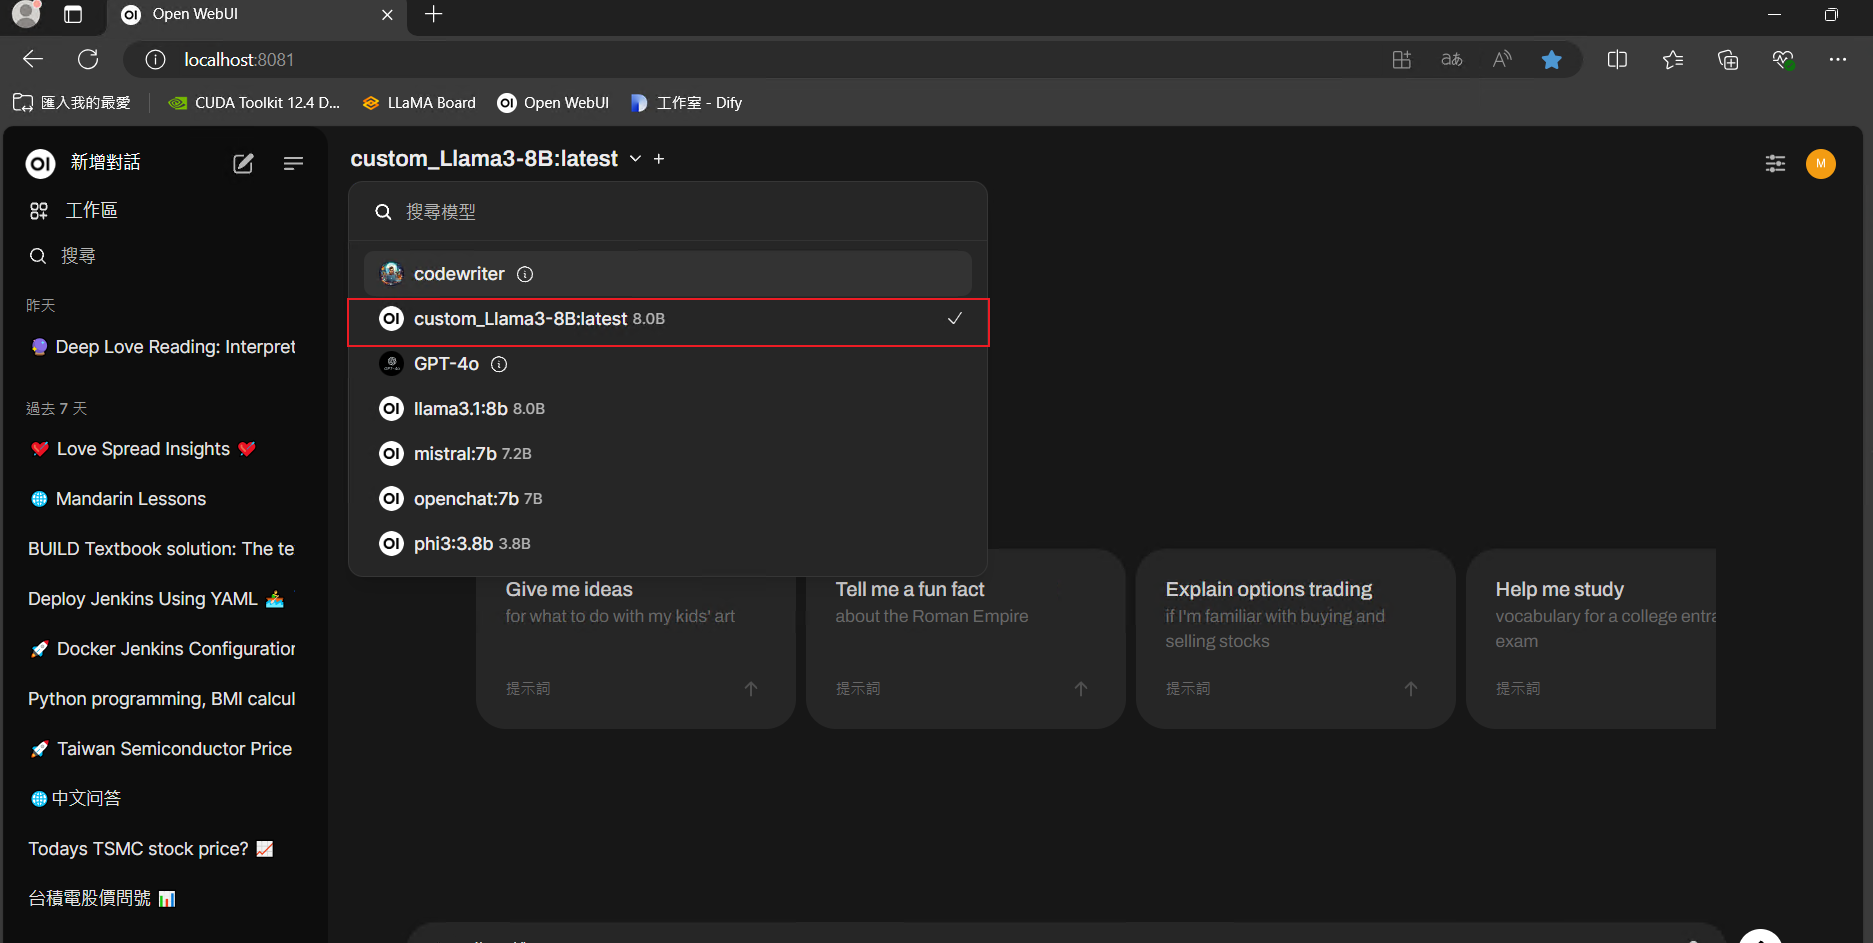 Open WebUI
localhost:8081
匯入我的最愛
CUDA Toolkit 12.4 D...
LLaMA Board
Open WebUI
工作室 - Dify
新增對話
工作區
搜尋
昨天
Deep Love Reading: Interpret
過去 7 天
Love Spread Insights
Mandarin Lessons
BUILD Textbook solution: The te
Deploy Jenkins Using YAML
Docker Jenkins Configuration
Python programming, BMI calcul
Taiwan Semiconductor Price
中文问答
Todays TSMC stock price?
台積電股價問號
custom_Llama3-8B:latest
M
搜尋模型
codewriter
custom_Llama3-8B:latest 8.0B
GPT-4o
llama3.1:8b 8.0B
mistral:7b 7.2B
openchat:7b 7B
phi3:3.8b 3.8B
Give me ideas
for what to do with my kids' art
提示詞
Tell me a fun fact
about the Roman Empire
提示詞
Explain options trading
if I'm familiar with buying and
selling stocks
提示詞
Help me study
vocabulary for a college entra
exam
提示詞